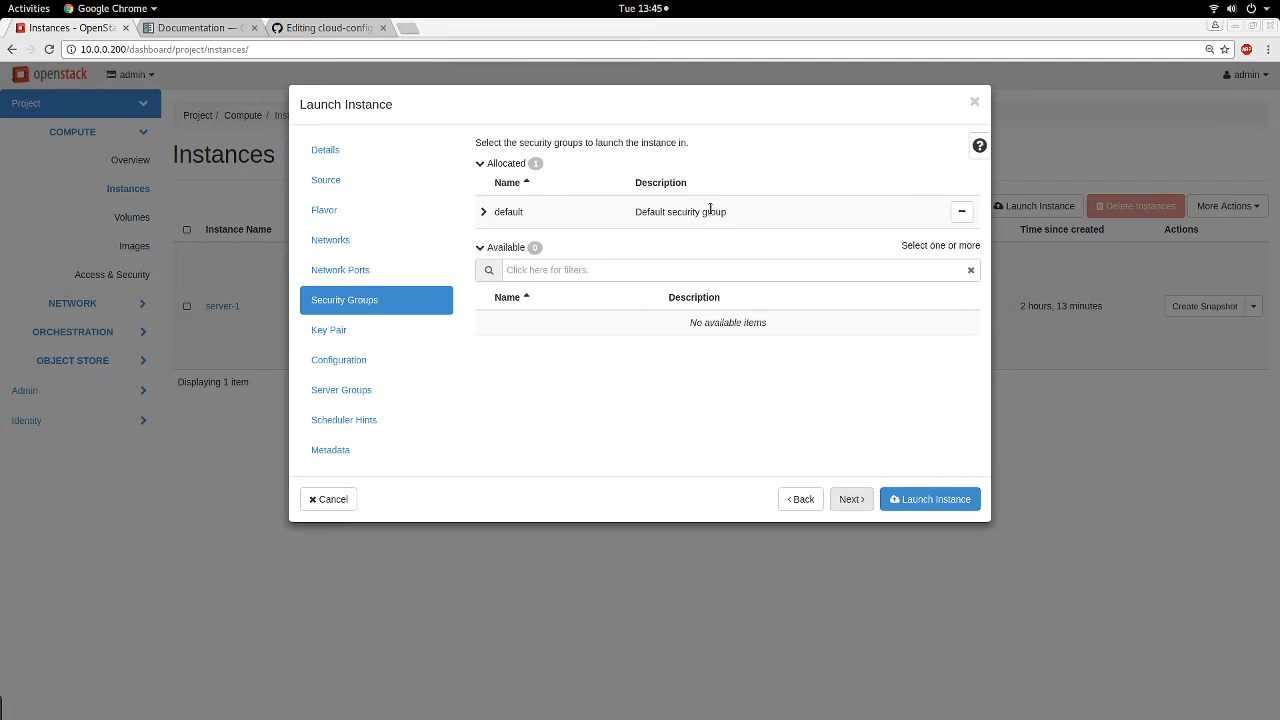 Activities
Google Chrome
Tue 13:45
Instances - OpenSta
Documentation — O
Editing cloud-config
10.0.0.200/dashboard/project/instances/
ABP
openstack
admin
admin
Project
COMPUTE
Overview
Instances
Volumes
Images
Access & Security
NETWORK
ORCHESTRATION
OBJECT STORE
Admin
Identity
Project / Compute / Inst
Instances
Launch Instance
Delete Instances
More Actions
Instance Name
Time since created
Actions
server-1
2 hours, 13 minutes
Create Snapshot
Displaying 1 item
Launch Instance
Details
Source
Flavor
Networks
Network Ports
Security Groups
Key Pair
Configuration
Server Groups
Scheduler Hints
Metadata
Select the security groups to launch the instance in.
Allocated 1
Name
Description
default
Default security group
Available 0
Select one or more
Click here for filters.
Name
Description
No available items
Cancel
Back
Next
Launch Instance